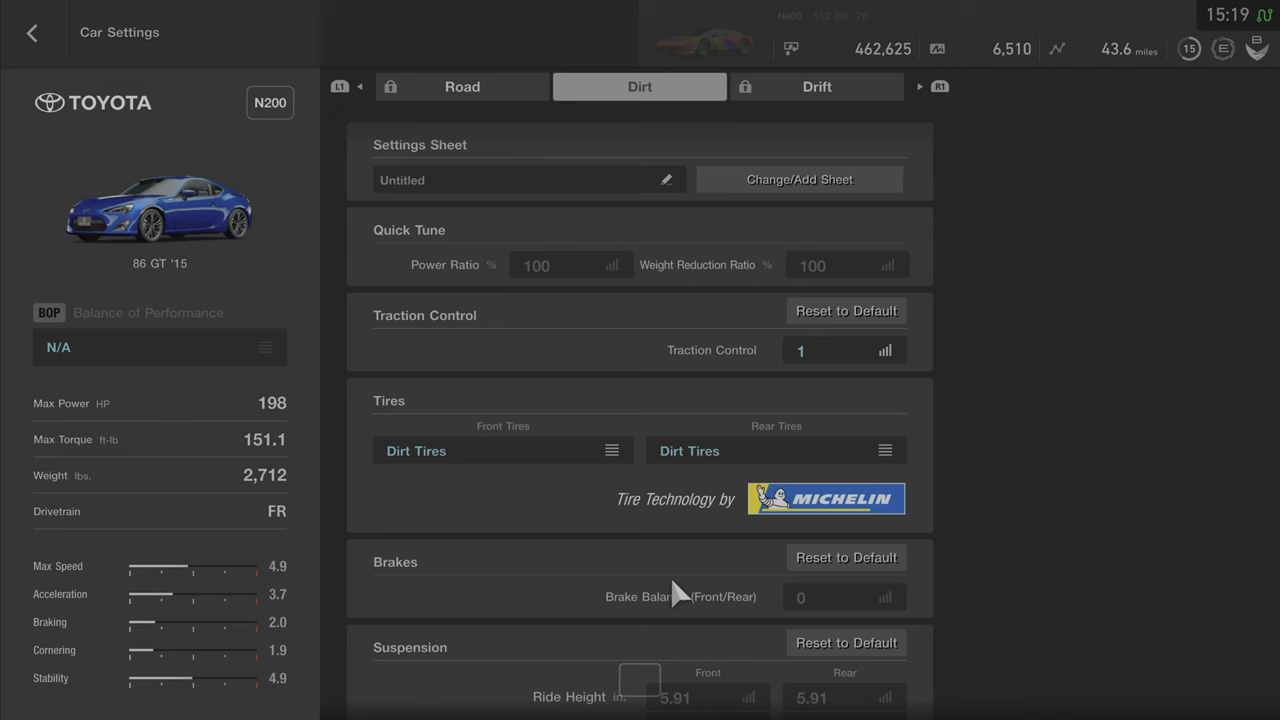 Car Settings
N400 512 BB '76
15:19
462,625
6,510
43.6 miles
15
E
B
TOYOTA
N200
86 GT '15
BOP Balance of Performance
N/A
Max Power HP 198
Max Torque ft-lb 151.1
Weight lbs. 2,712
Drivetrain FR
Max Speed 4.9
Acceleration 3.7
Braking 2.0
Cornering 1.9
Stability 4.9
L1 Road Dirt Drift R1
Settings Sheet
Untitled Change/Add Sheet
Quick Tune
Power Ratio % 100 Weight Reduction Ratio % 100
Traction Control Reset to Default
Traction Control 1
Tires
Front Tires Rear Tires
Dirt Tires Dirt Tires
Tire Technology by MICHELIN
Brakes Reset to Default
Brake Balan (Front/Rear) 0
Suspension Reset to Default
Front Rear
Ride Height in. 5.91 5.91